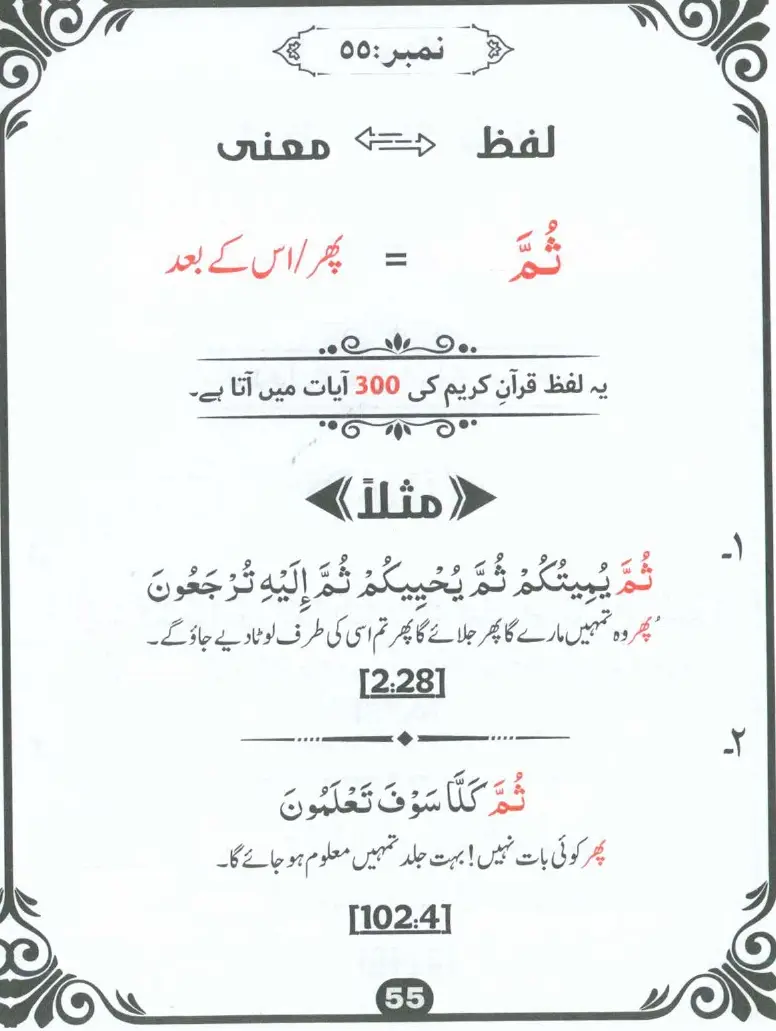 نمبر:۵۵
لفظ ⇐⇒ معنی
ثُمَّ = پھر/اس کے بعد
یہ لفظ قرآنِ کریم کی 300 آیات میں آتا ہے۔
مثلاً
۱۔
ثُمَّ يُمِيتُكُمْ ثُمَّ يُحْيِيكُمْ ثُمَّ إِلَيْهِ تُرْجَعُونَ
'پھر وہ تمہیں مارے گا پھر جلائے گا پھر تم اسی کی طرف لوٹا دیے جاؤ گے۔
[2:28]
۲۔
ثُمَّ كَلَّا سَوْفَ تَعْلَمُونَ
پھر کوئی بات نہیں! بہت جلد تمہیں معلوم ہو جائے گا۔
[102:4]
55